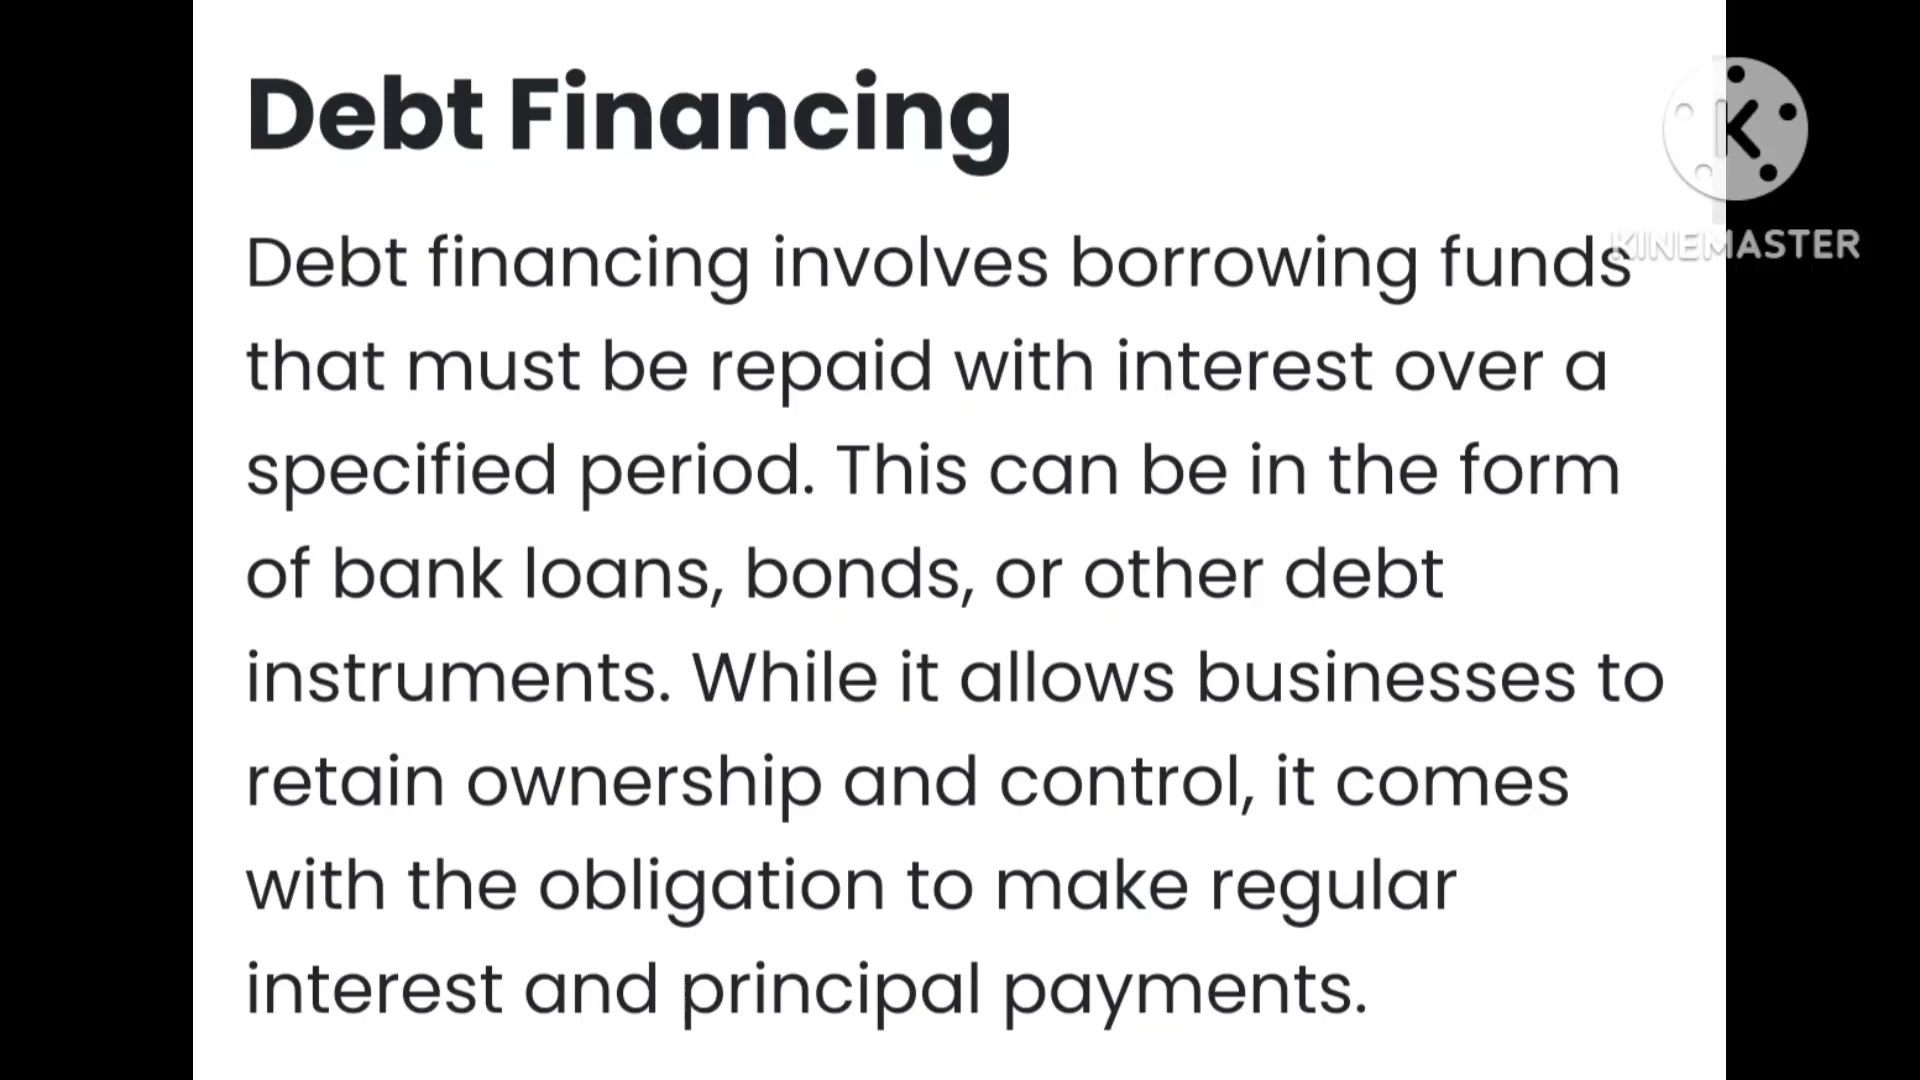 Debt Financing
Debt financing involves borrowing funds
that must be repaid with interest over a
specified period. This can be in the form
of bank loans, bonds, or other debt
instruments. While it allows businesses to
retain ownership and control, it comes
with the obligation to make regular
interest and principal payments.
K
KINEMASTER